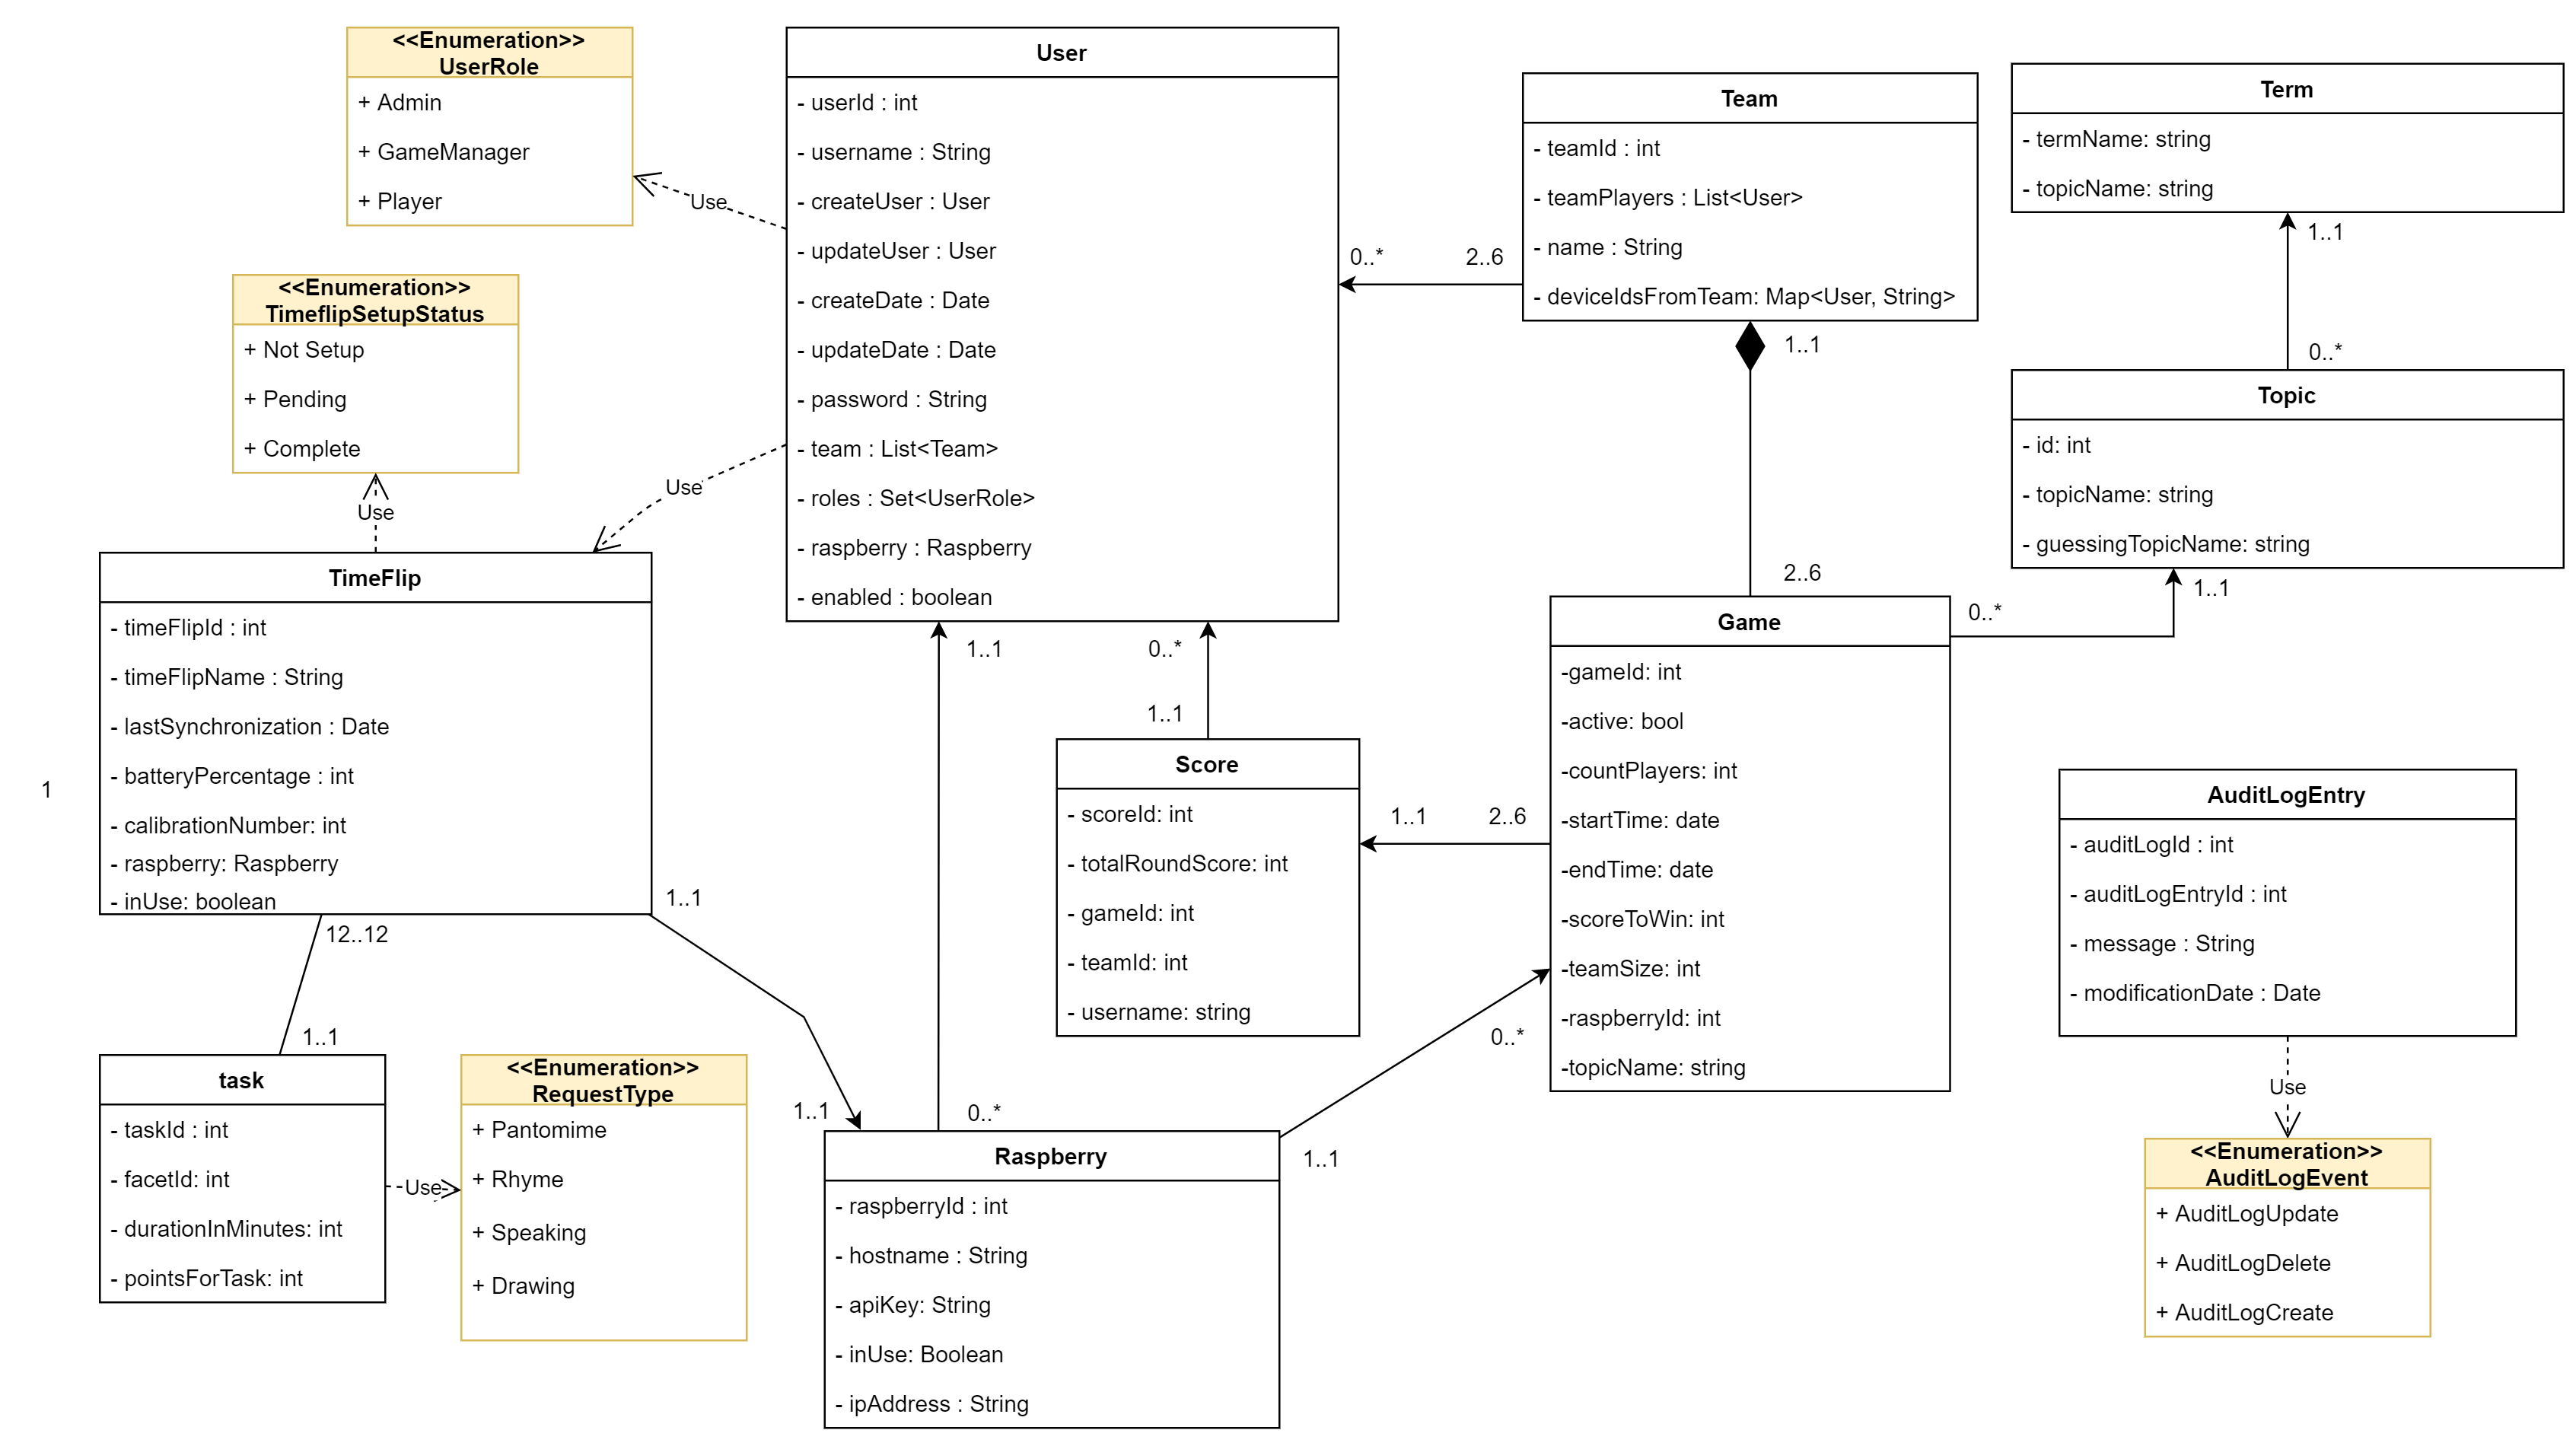 <<Enumeration>>
UserRole
+ Admin
+ GameManager
+ Player
Use
<<Enumeration>>
TimeflipSetupStatus
+ Not Setup
+ Pending
+ Complete
Use
Use
User
- userId : int
- username : String
- createUser : User
- updateUser : User
- createDate : Date
- updateDate : Date
- password : String
- team : List<Team>
- roles : Set<UserRole>
- raspberry : Raspberry
- enabled : boolean
0..*
2..6
Team
- teamId : int
- teamPlayers : List<User>
- name : String
- deviceIdsFromTeam: Map<User, String>
1..1
2..6
Term
- termName: string
- topicName: string
1..1
0..*
Topic
- id: int
- topicName: string
- guessingTopicName: string
1..1
0..*
TimeFlip
- timeFlipId : int
- timeFlipName : String
- lastSynchronization : Date
- batteryPercentage : int
- calibrationNumber: int
- raspberry: Raspberry
- inUse: boolean
1
12..12
1..1
1..1
1..1
1..1
0..*
0..*
1..1
Score
- scoreId: int
- totalRoundScore: int
- gameId: int
- teamId: int
- username: string
1..1
2..6
Game
-gameId: int
-active: bool
-countPlayers: int
-startTime: date
-endTime: date
-scoreToWin: int
-teamSize: int
-raspberryId: int
-topicName: string
0..*
1..1
AuditLogEntry
- auditLogId : int
- auditLogEntryId : int
- message : String
- modificationDate : Date
Use
<<Enumeration>>
AuditLogEvent
+ AuditLogUpdate
+ AuditLogDelete
+ AuditLogCreate
task
- taskId : int
- facetId: int
- durationInMinutes: int
- pointsForTask: int
Use
<<Enumeration>>
RequestType
+ Pantomime
+ Rhyme
+ Speaking
+ Drawing
Raspberry
- raspberryId : int
- hostname : String
- apiKey: String
- inUse: Boolean
- ipAddress : String